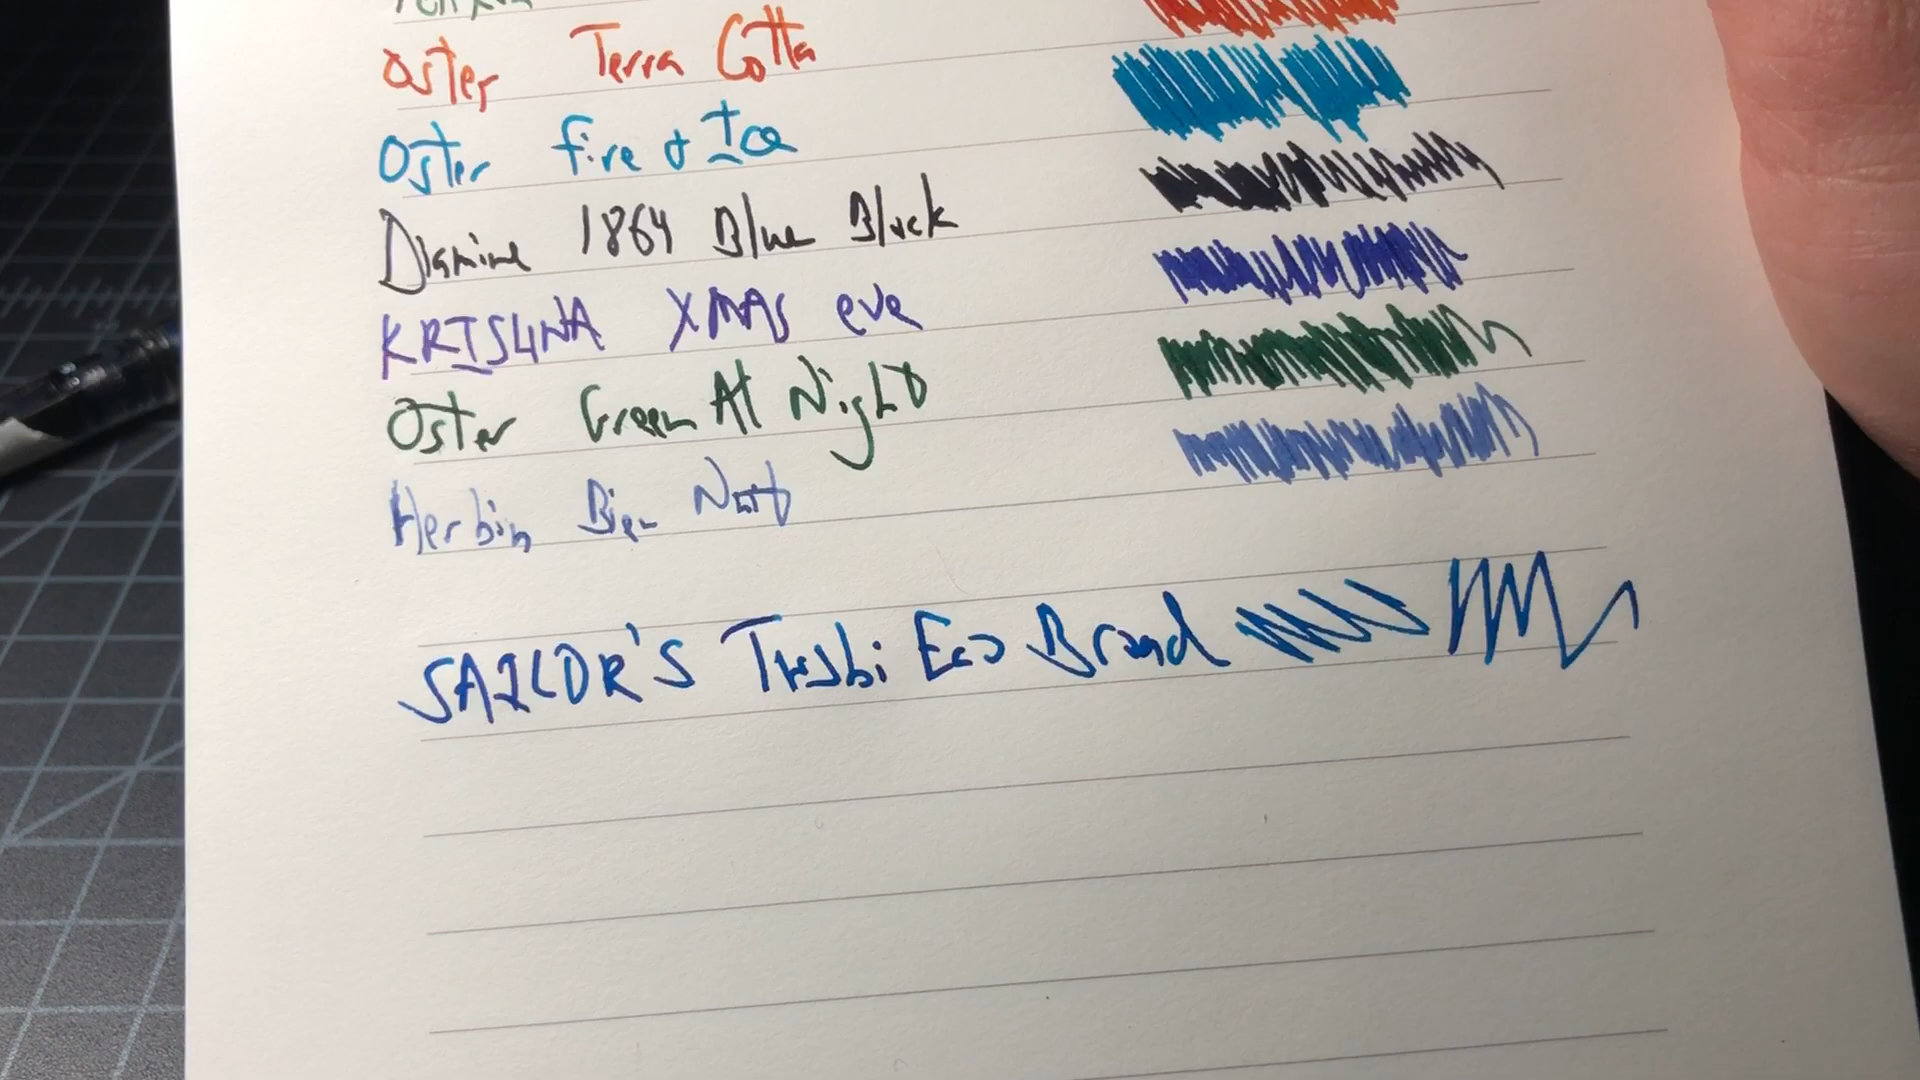 Oster Terra Cotta
Oster fire & Ice
Diamine 1864 Blue Black
KRISHNA XMAS eve
Oster Green At Night
Herbin Bleu Nuit
SAILOR'S Eco Brand